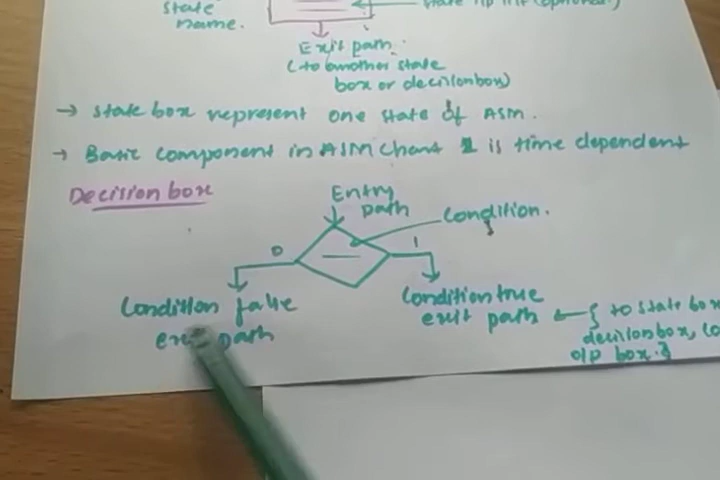 state
name.
Exit path.
(to another state
box or decision box)
→ state box represent one state of ASM.
→ Basic component in ASM chart & is time dependent
Decision box
Entry
path
Condition.
0
1
Condition false
exit path
Condition true
exit path ← { to state box
decision box,
o/p box. }